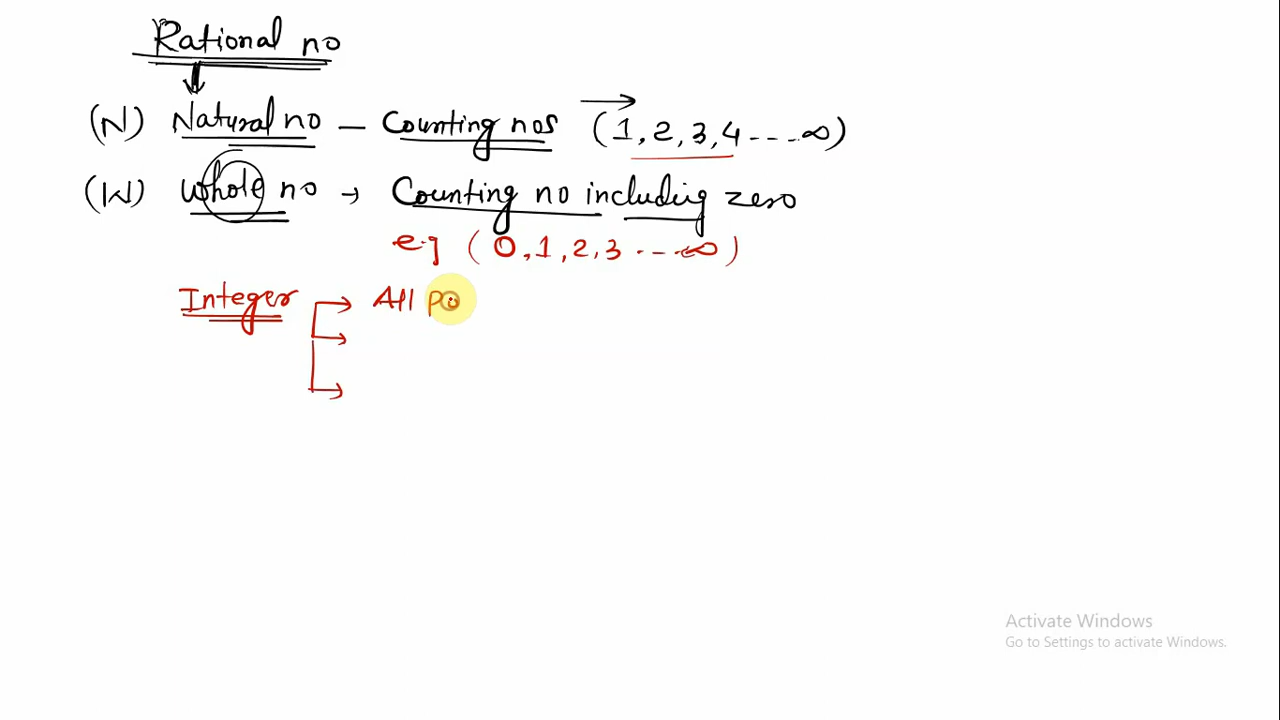 Rational no
(N) Natural no – Counting nos (1,2,3,4---∞)
(W) Whole no → Counting no including zero
e.g (0,1,2,3---∞)
Integer → All po
Activate Windows
Go to Settings to activate Windows.